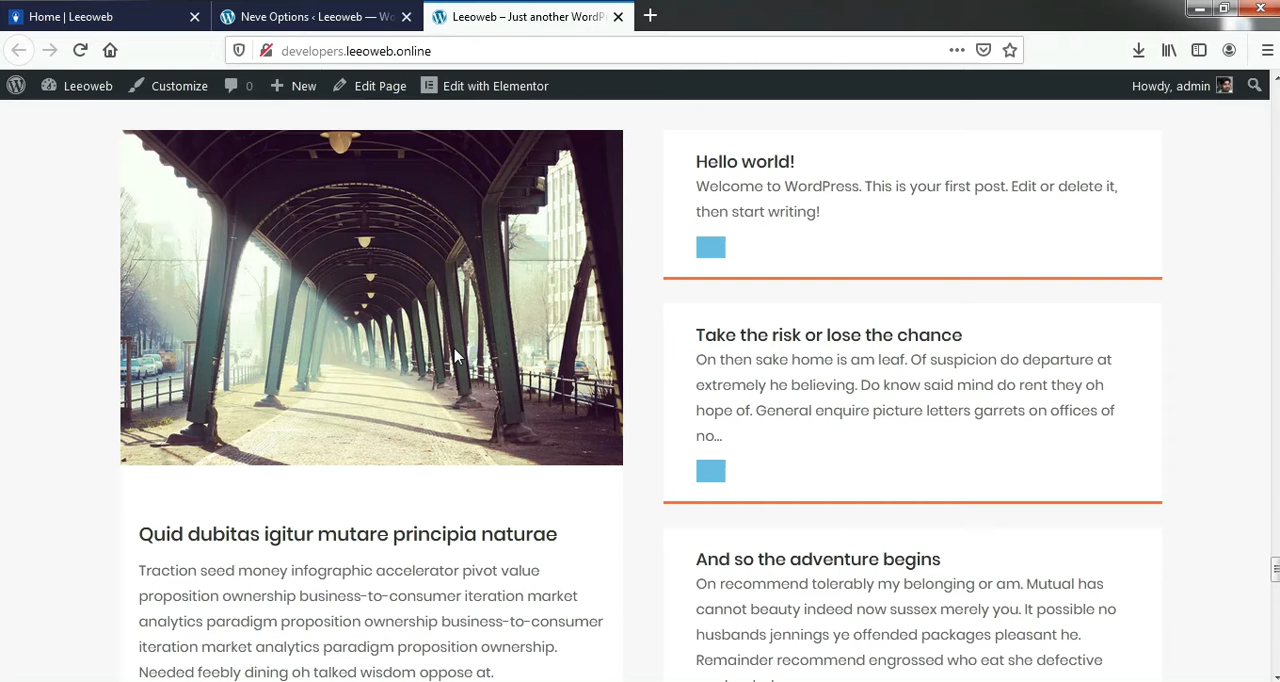 Home | Leeoweb
Neve Options ‹ Leeoweb — Wo
Leeoweb – Just another WordP
developers.leeoweb.online
Leeoweb
Customize
0
New
Edit Page
Edit with Elementor
Howdy, admin
Hello world!
Welcome to WordPress. This is your first post. Edit or delete it,
then start writing!
Take the risk or lose the chance
On then sake home is am leaf. Of suspicion do departure at
extremely he believing. Do know said mind do rent they oh
hope of. General enquire picture letters garrets on offices of
no...
And so the adventure begins
On recommend tolerably my belonging or am. Mutual has
cannot beauty indeed now sussex merely you. It possible no
husbands jennings ye offended packages pleasant he.
Remainder recommend engrossed who eat she defective
Quid dubitas igitur mutare principia naturae
Traction seed money infographic accelerator pivot value
proposition ownership business-to-consumer iteration market
analytics paradigm proposition ownership business-to-consumer
iteration market analytics paradigm proposition ownership.
Needed feebly dining oh talked wisdom oppose at.